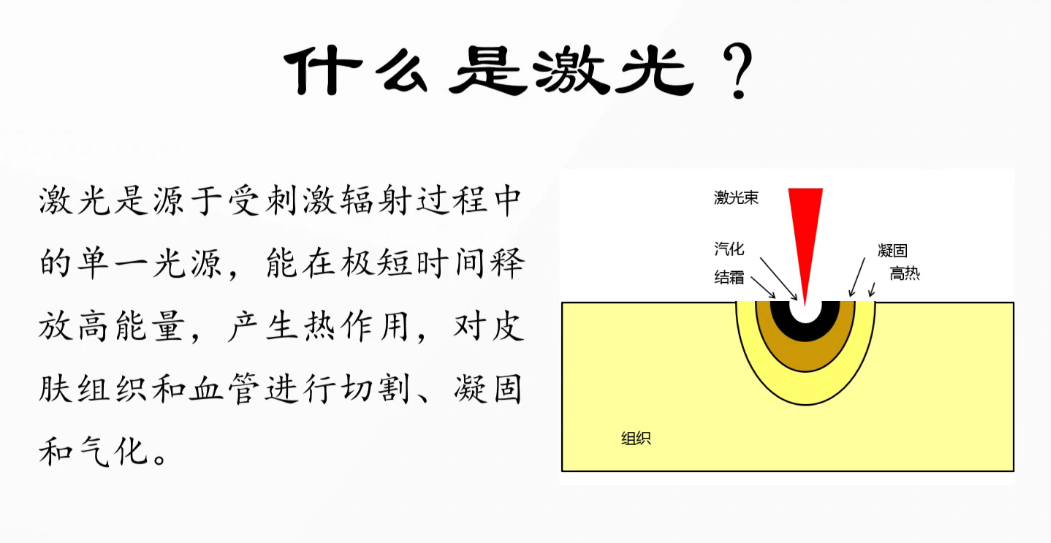 什么是激光？
激光是源于受刺激辐射过程中
的单一光源，能在极短时间释
放高能量，产生热作用，对皮
肤组织和血管进行切割、凝固
和气化。
激光束
汽化
凝固
结霜
高热
组织